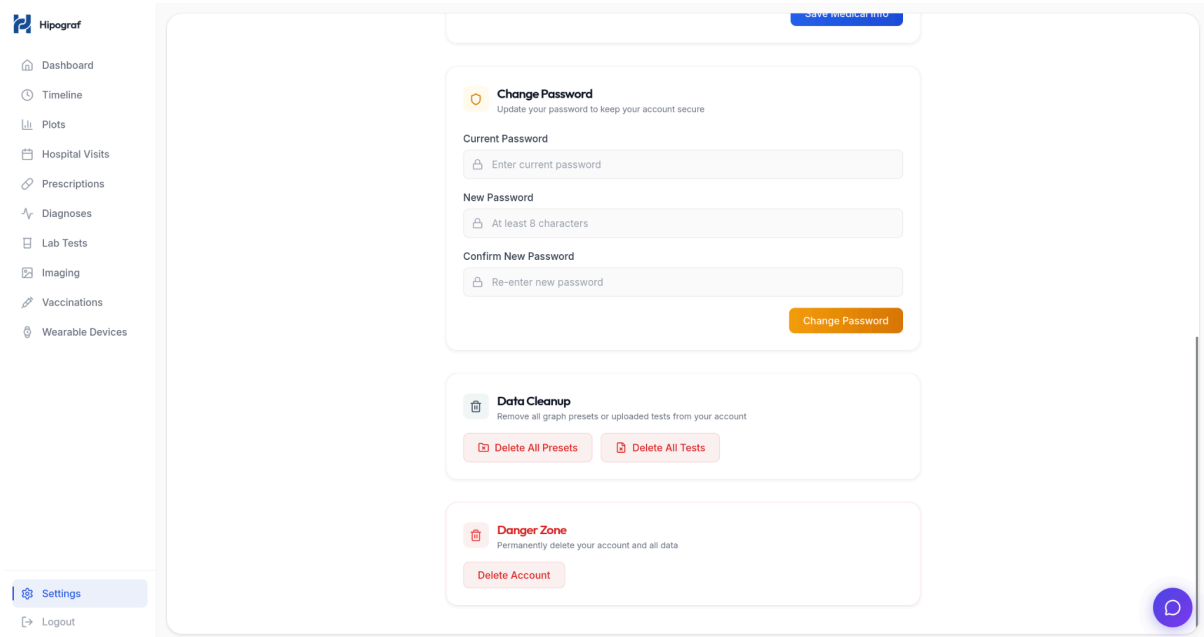 Hipograf
Dashboard
Timeline
Plots
Hospital Visits
Prescriptions
Diagnoses
Lab Tests
Imaging
Vaccinations
Wearable Devices
Settings
Logout
Save Medical Info
Change Password
Update your password to keep your account secure
Current Password
Enter current password
New Password
At least 8 characters
Confirm New Password
Re-enter new password
Change Password
Data Cleanup
Remove all graph presets or uploaded tests from your account
Delete All Presets Delete All Tests
Danger Zone
Permanently delete your account and all data
Delete Account